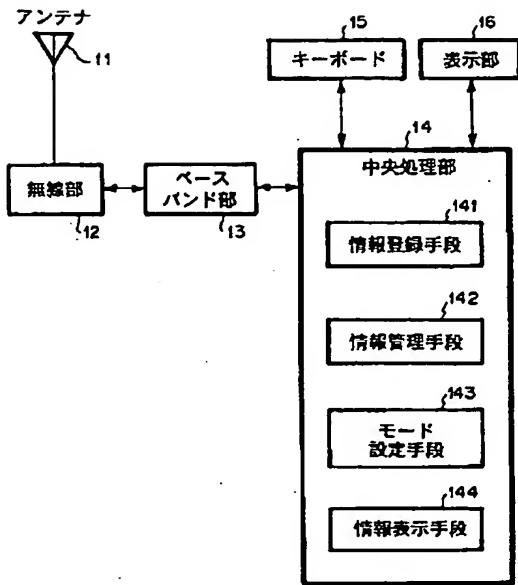 アンテナ
11
15
キーボード
16
表示部
無線部
12
ベース
バンド部
13
14
中央処理部
141
情報登録手段
142
情報管理手段
143
モード
設定手段
144
情報表示手段